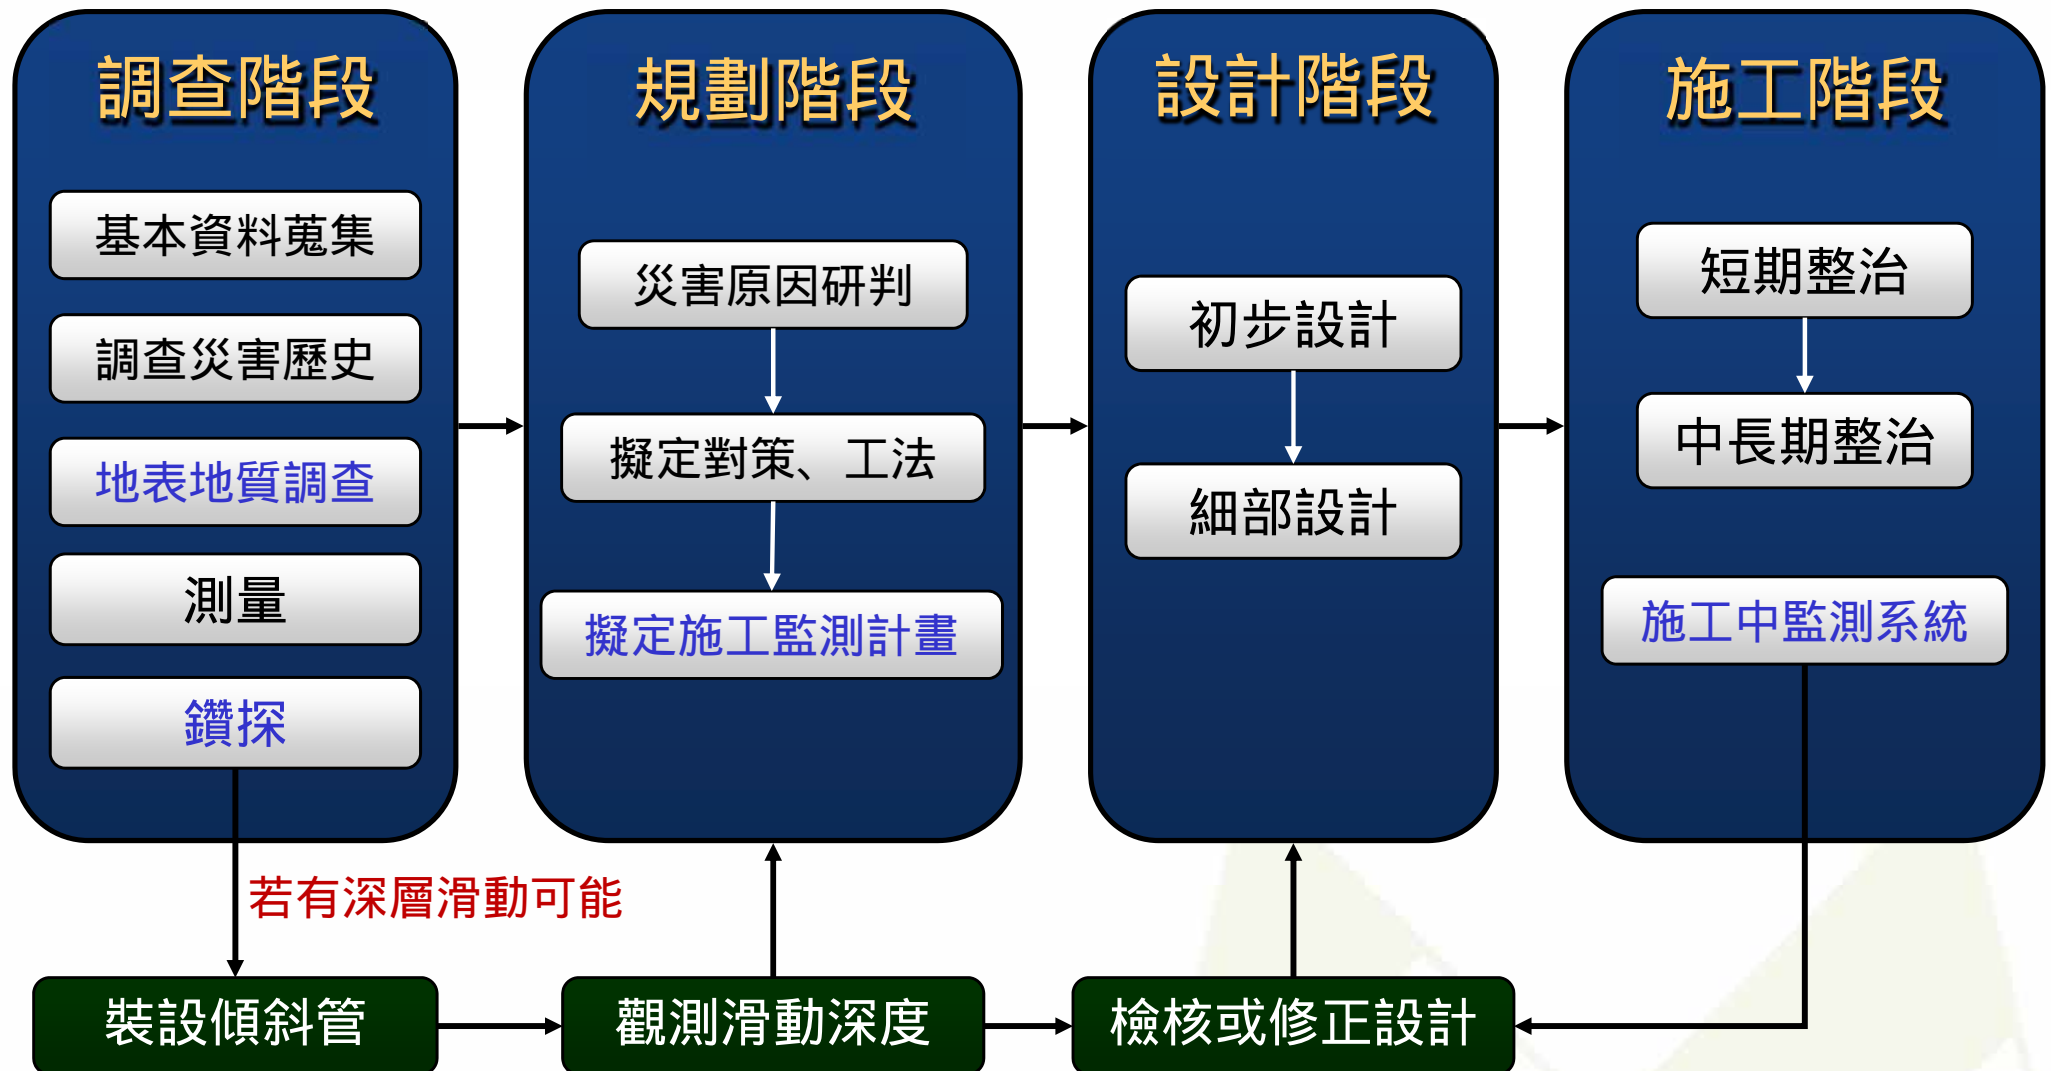 調查階段
基本資料蒐集
調查災害歷史
地表地質調查
測量
鑽探
規劃階段
災害原因研判
擬定對策、工法
擬定施工監測計畫
設計階段
初步設計
細部設計
施工階段
短期整治
中長期整治
施工中監測系統
若有深層滑動可能
裝設傾斜管
觀測滑動深度
檢核或修正設計